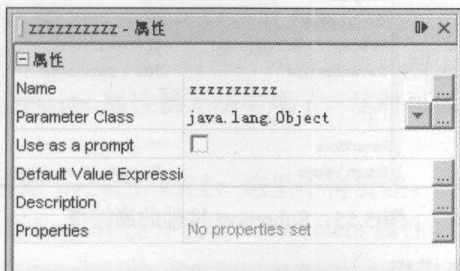 zzzzzzzzzz - 属性
属性
Name zzzzzzzzzz ...
Parameter Class java.lang.Object ...
Use as a prompt
Default Value Expressi ...
Description ...
Properties No properties set ...